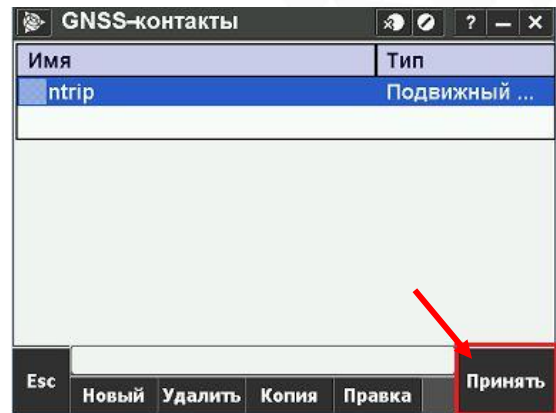 GNSS-контакты ? – ×
Имя Тип
ntrip Подвижный ...
Esc Новый Удалить Копия Правка Принять